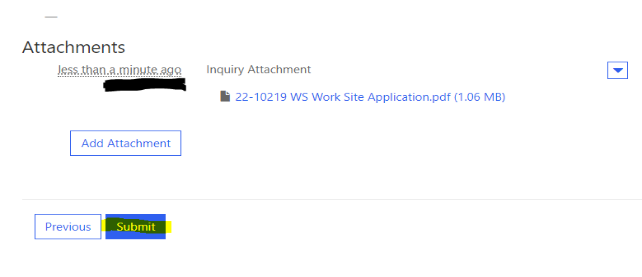 Attachments
less than a minute ago Inquiry Attachment
22-10219 WS Work Site Application.pdf (1.06 MB)
Add Attachment
Previous Submit